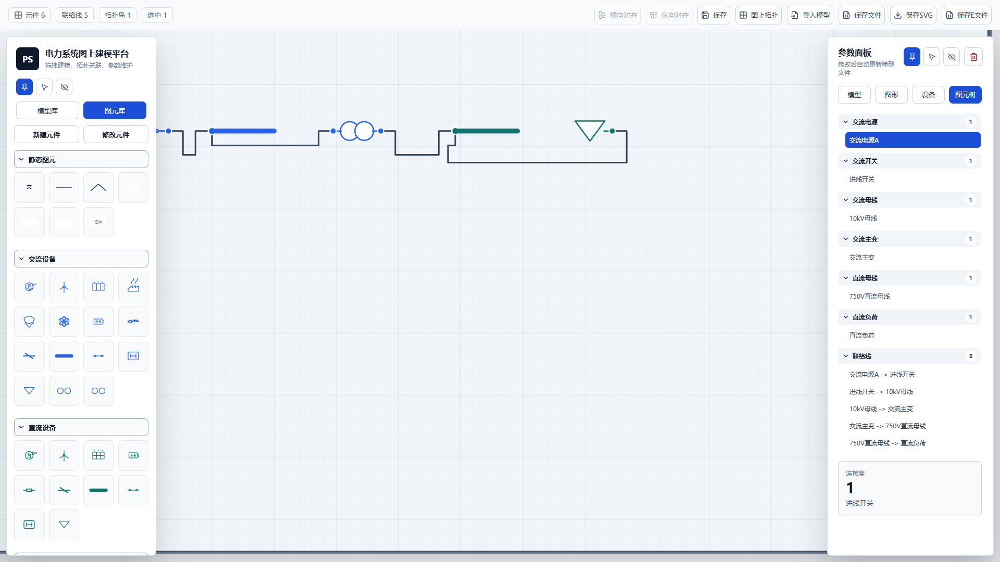 元件 6
联络线 5
拓扑岛 1
选中 1
横向对齐
纵向对齐
保存
图上拓扑
导入模型
保存文件
保存SVG
保存E文件
PS
电力系统图上建模平台
拖拽建模、拓扑关联、参数维护
模型库
图元库
新建元件
修改元件
静态图元
文
图片
交流设备
直流设备
参数面板
修改后自动更新模型
文件
模型
图形
设备
图元树
交流电源
1
交流电源A
交流开关
1
进线开关
交流母线
1
10kV母线
交流主变
1
交流主变
直流母线
1
750V直流母线
直流负荷
1
直流负荷
联络线
5
交流电源A -> 进线开关
进线开关 -> 10kV母线
10kV母线 -> 交流主变
交流主变 -> 750V直流母线
750V直流母线 -> 直流负荷
连接度
1
进线开关